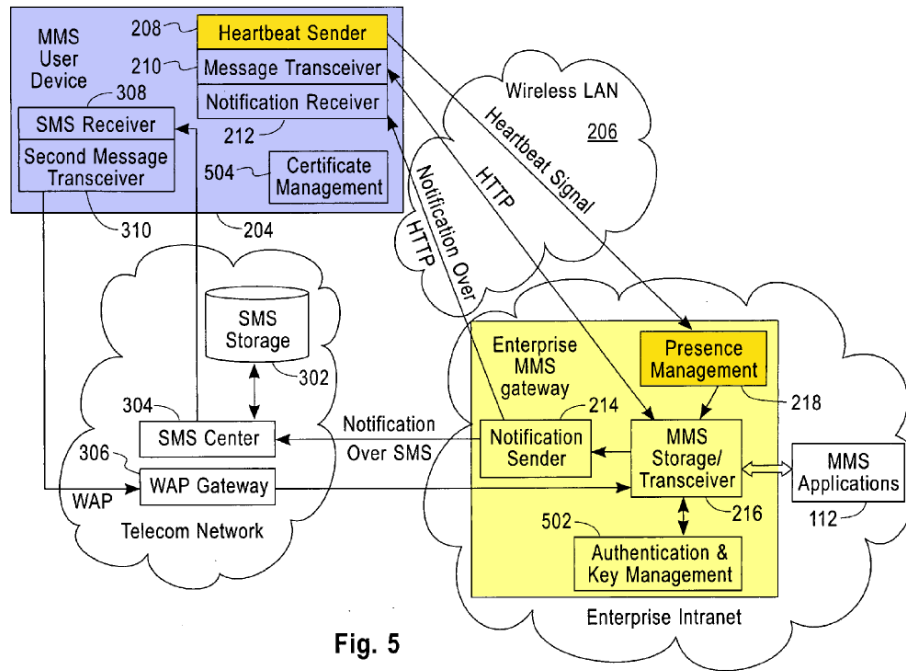 MMS
User
Device
208
Heartbeat Sender
210
Message Transceiver
308
Notification Receiver
SMS Receiver
212
Second Message
Transceiver
504
Certificate
Management
310
204
Wireless LAN
206
Heartbeat Signal
HTTP
Notification Over
HTTP
SMS
Storage
302
304
SMS Center
Notification
Over SMS
306
WAP Gateway
WAP
Telecom Network
Enterprise
MMS
gateway
Presence
Management
218
214
Notification
Sender
MMS
Storage/
Transceiver
216
MMS
Applications
112
502
Authentication &
Key Management
Enterprise Intranet
Fig. 5